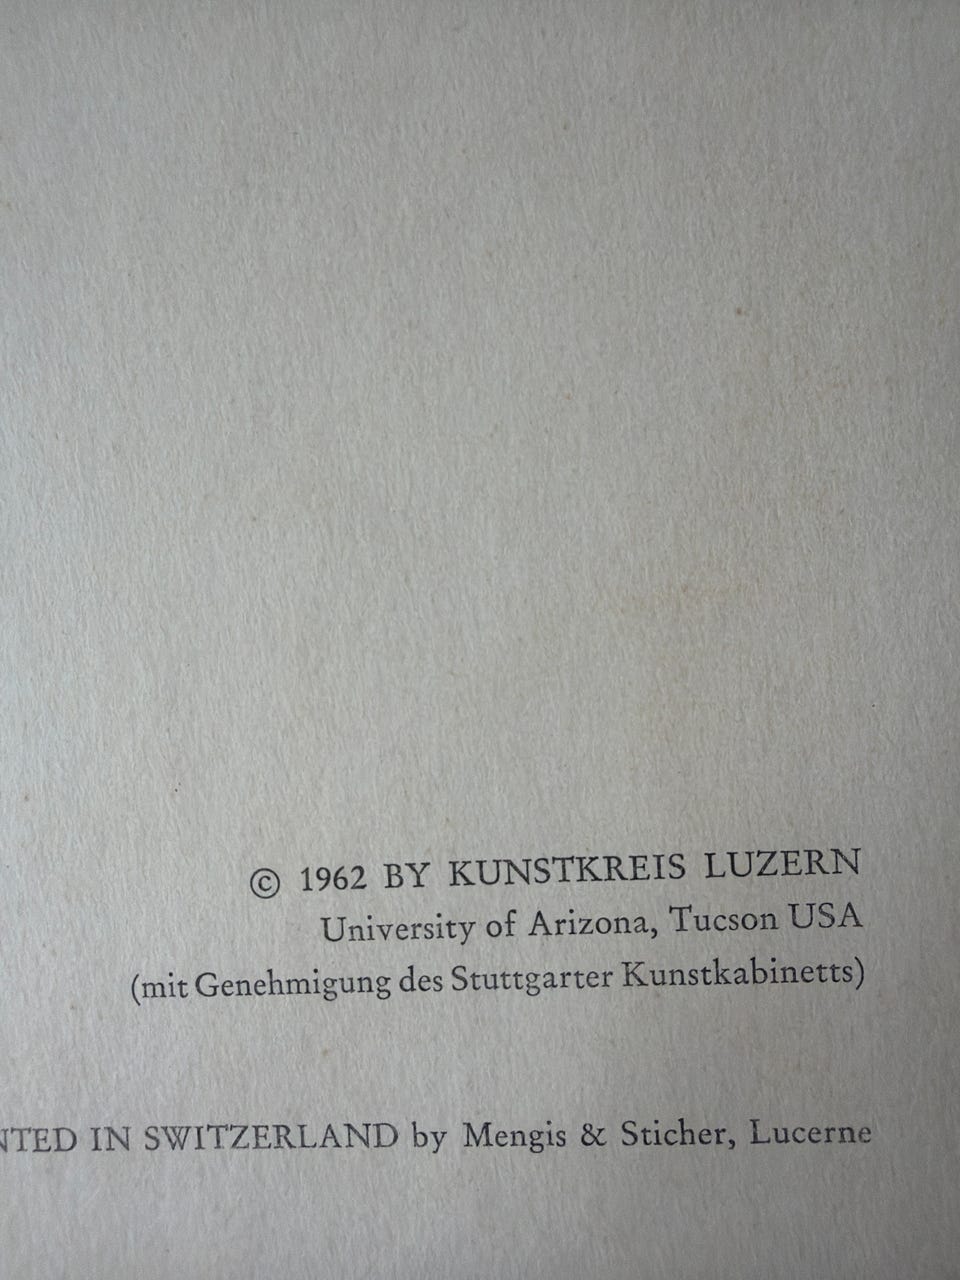 © 1962 BY KUNSTKREIS LUZERN
University of Arizona, Tucson USA
(mit Genehmigung des Stuttgarter Kunstkabinetts)
IN SWITZERLAND by Mengis & Sticher, Lucerne